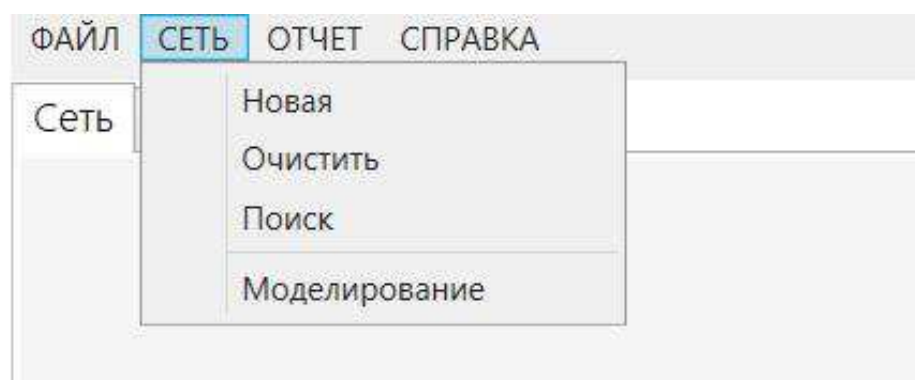 ФАЙЛ СЕТЬ ОТЧЕТ СПРАВКА
Сеть
Новая
Очистить
Поиск
Моделирование